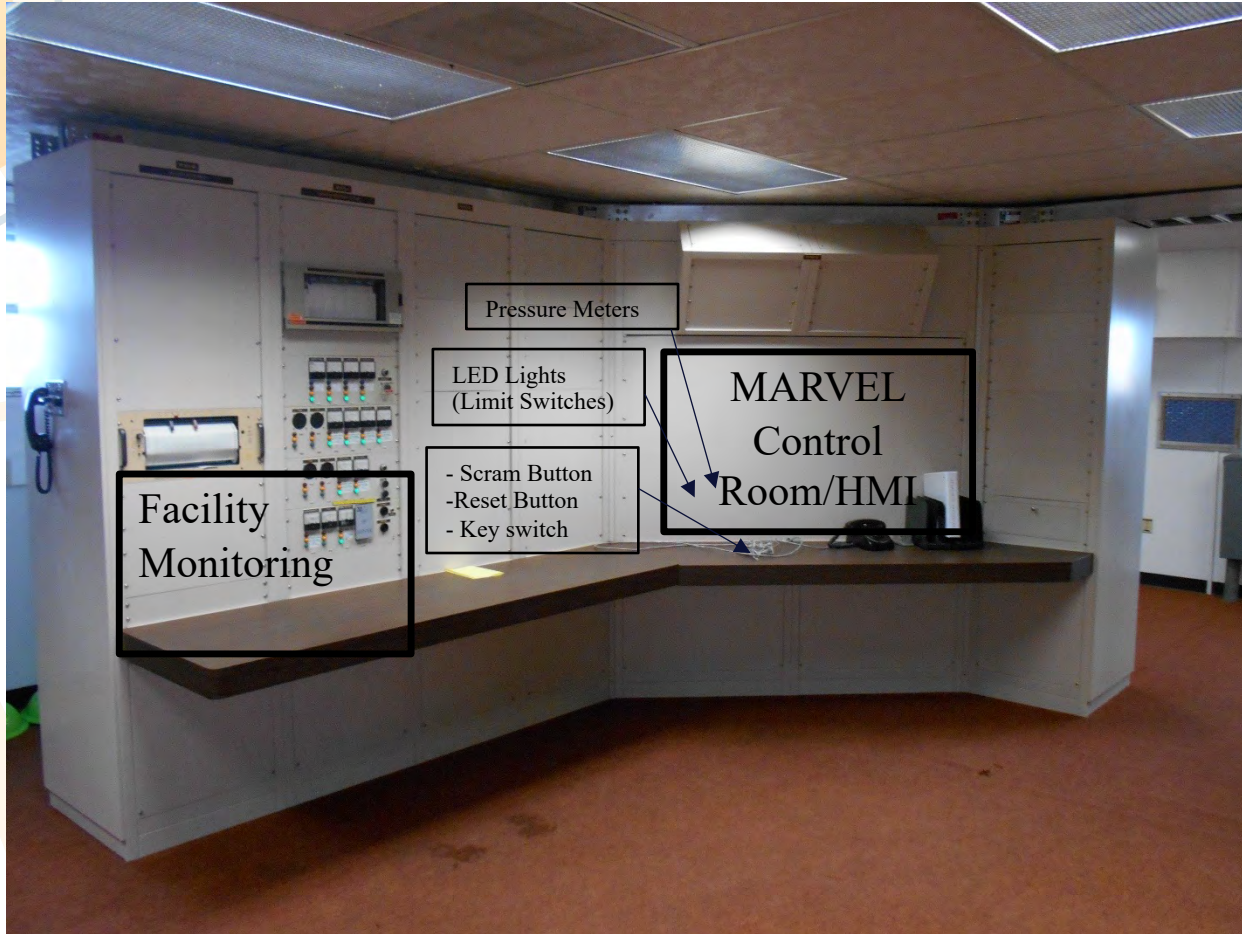 Pressure Meters
LED Lights
(Limit Switches)
MARVEL
Control
Room/HMI
- Scram Button
-Reset Button
- Key switch
Facility
Monitoring